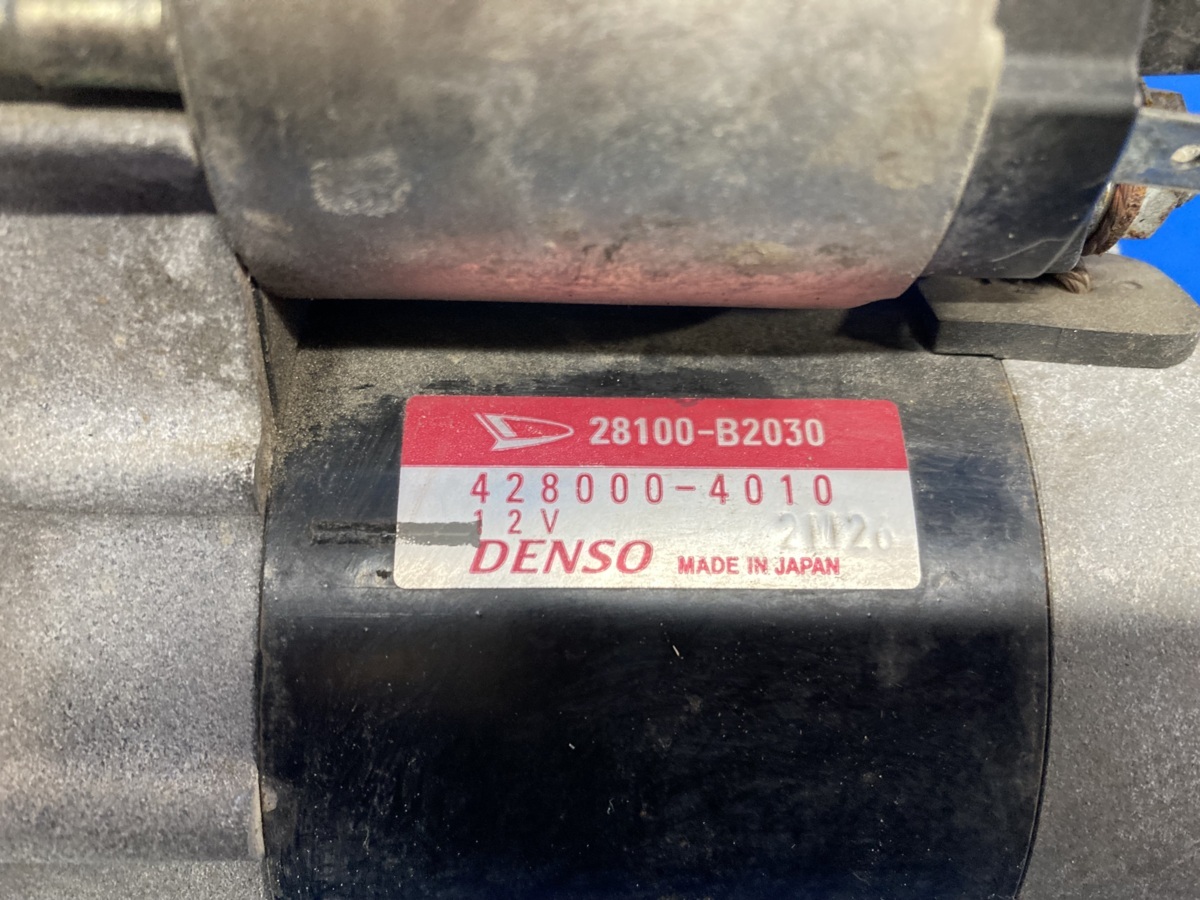 28100-B2030
428000-4010
12V
DENSO MADE IN JAPAN